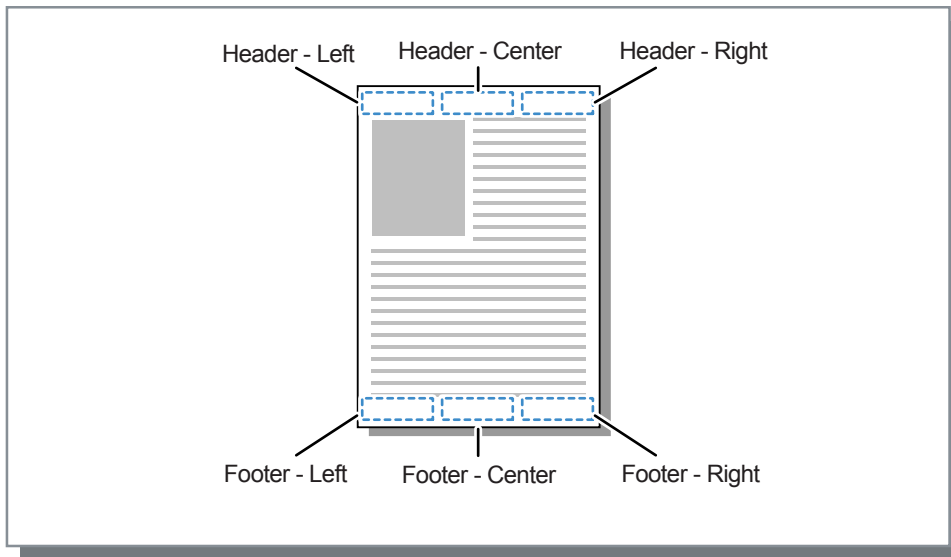 Header - Left
Header - Center
Header - Right
Footer - Left
Footer - Center
Footer - Right